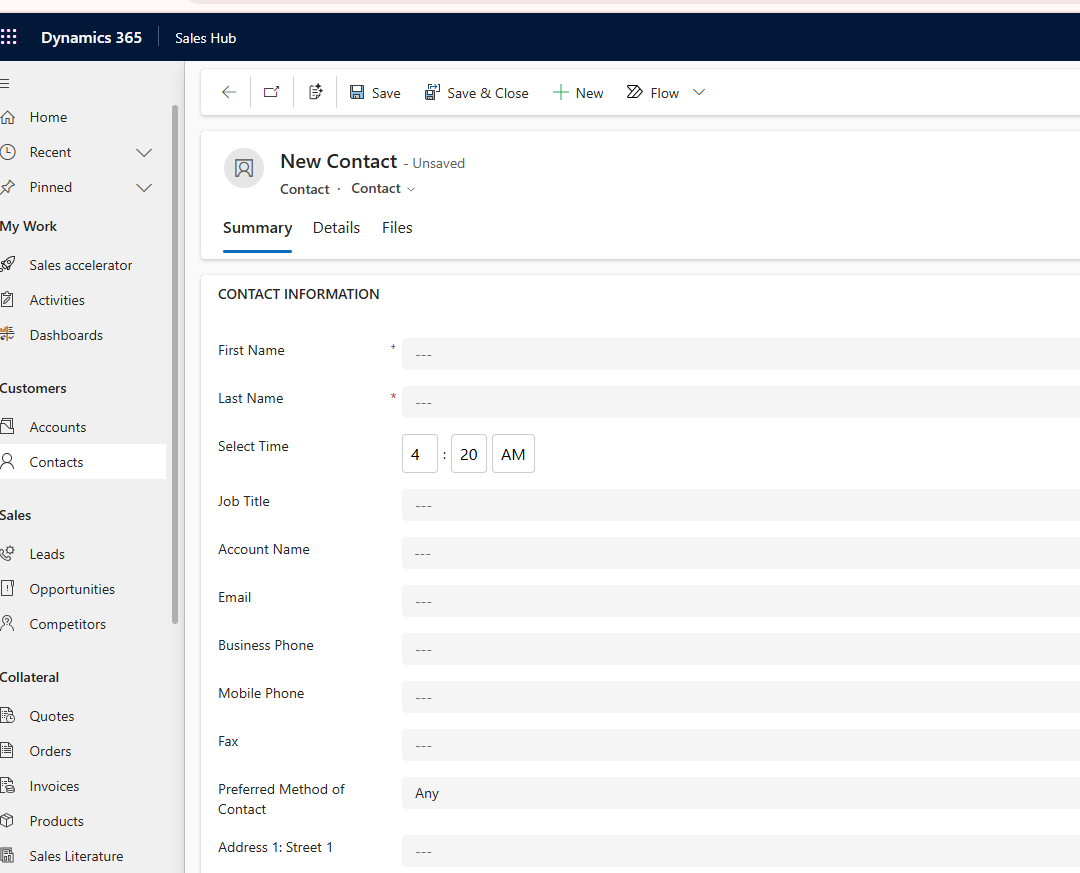 Dynamics 365 Sales Hub
Home
Recent
Pinned
My Work
Sales accelerator
Activities
Dashboards
Customers
Accounts
Contacts
Sales
Leads
Opportunities
Competitors
Collateral
Quotes
Orders
Invoices
Products
Sales Literature
Save Save & Close New Flow
New Contact - Unsaved
Contact · Contact
Summary Details Files
CONTACT INFORMATION
First Name + ---
Last Name * ---
Select Time 4 : 20 AM
Job Title ---
Account Name ---
Email ---
Business Phone ---
Mobile Phone ---
Fax ---
Preferred Method of
Contact
Any
Address 1: Street 1 ---